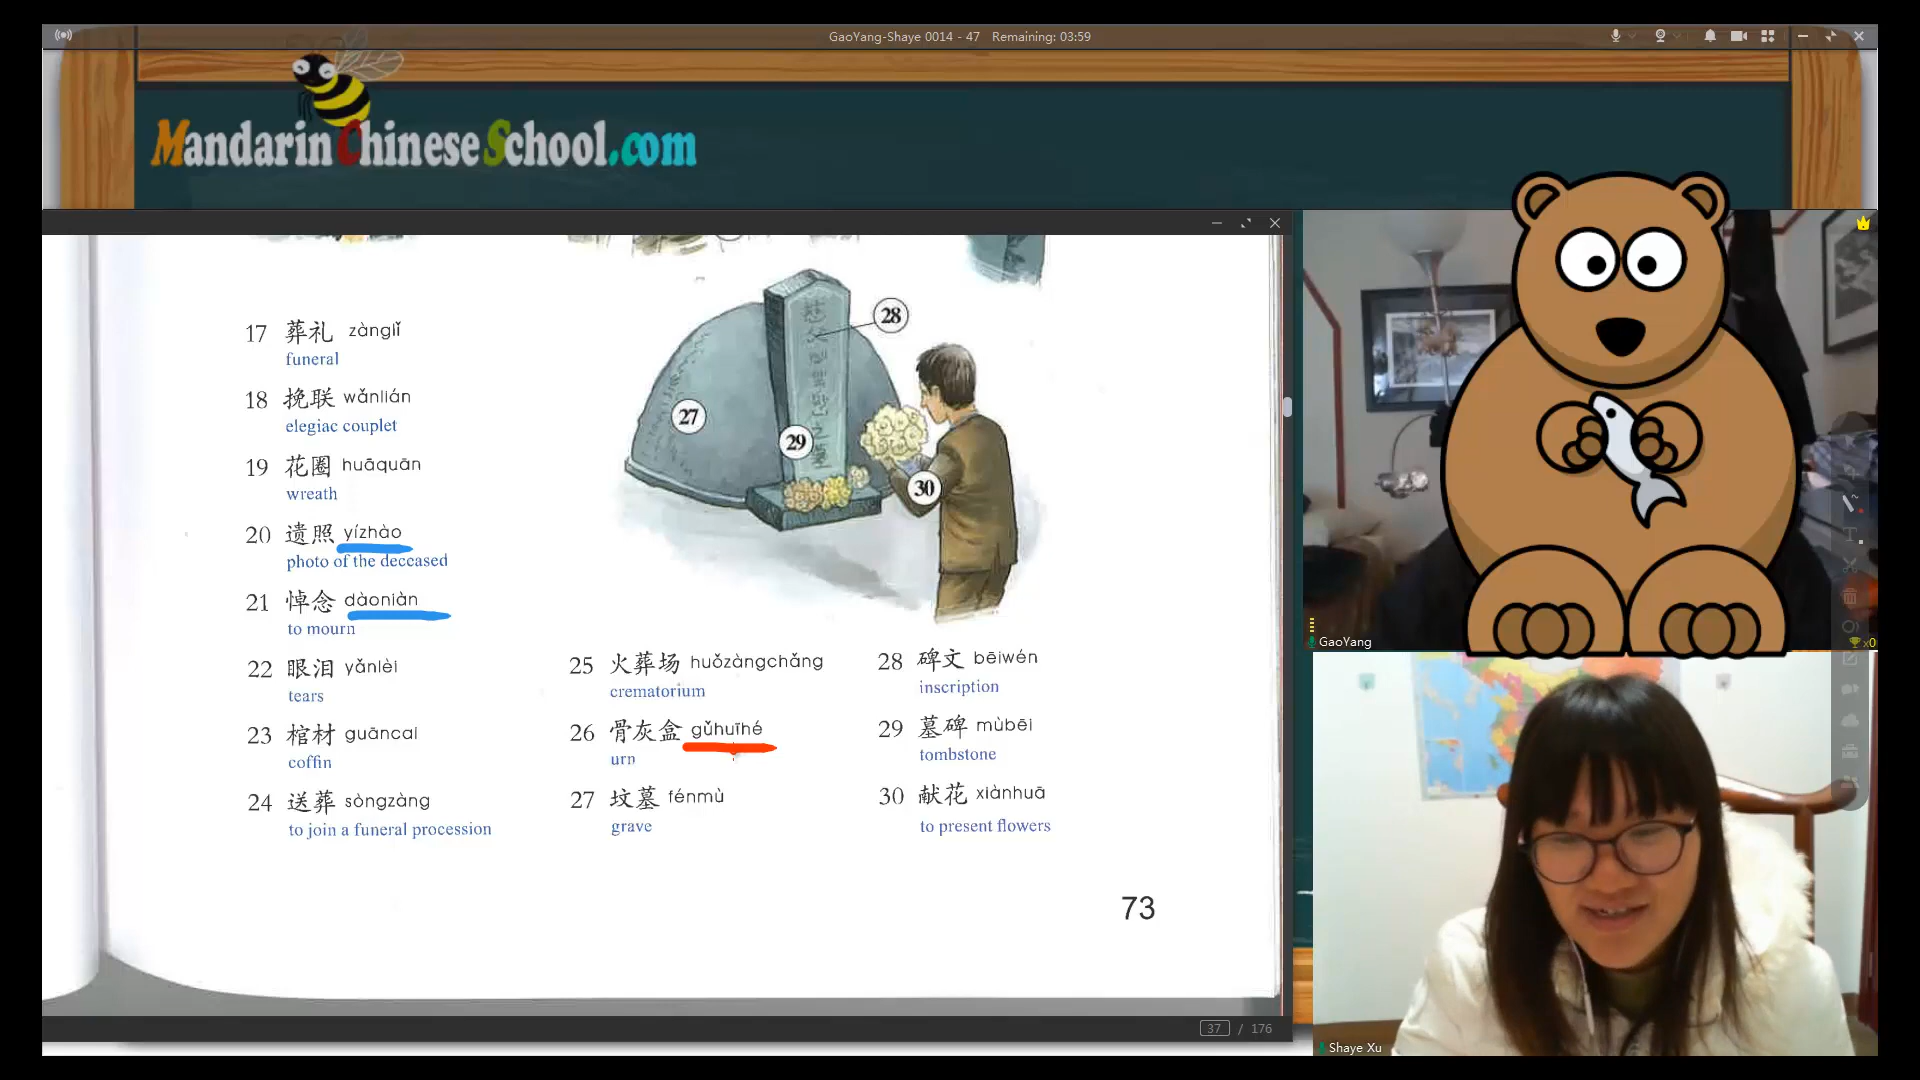 GaoYang-Shaye 0014 - 47 Remaining: 03:59
MandarinChineseSchool.com
17 葬礼 zànglǐ
funeral
18 挽联 wǎnlián
elegiac couplet
19 花圈 huāquān
wreath
20 遗照 yízhào
photo of the deceased
21 悼念 dàoniàn
to mourn
22 眼泪 yǎnlèi
tears
23 棺材 guāncai
coffin
24 送葬 sòngzàng
to join a funeral procession
28
27
29
30
25 火葬场 huǒzàngchǎng
crematorium
26 骨灰盒 gǔhuīhé
urn
27 坟墓 fénmù
grave
28 碑文 bēiwén
inscription
29 墓碑 mùbēi
tombstone
30 献花 xiànhuā
to present flowers
73
37 / 176
GaoYang
x0
Shaye Xu